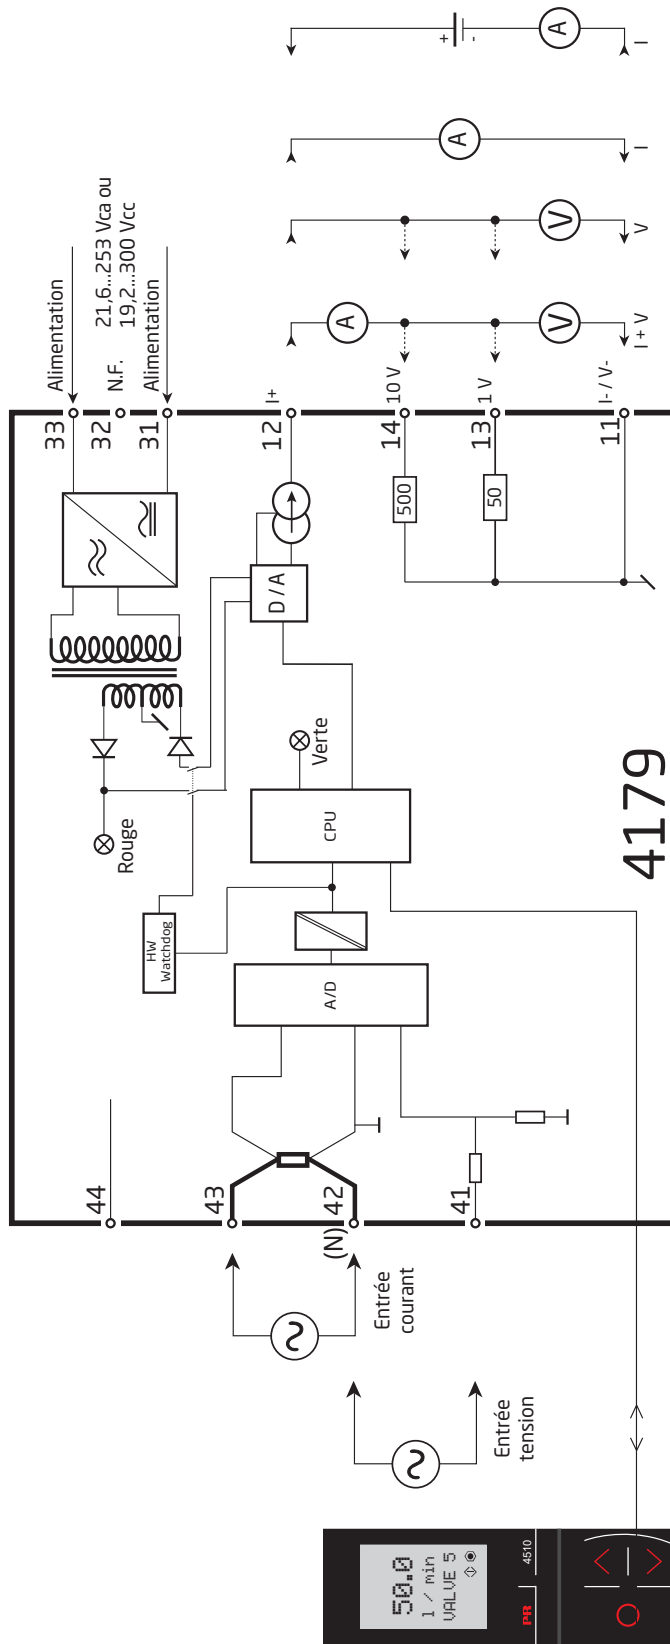 Entrée
tension
Entrée
courant
44
43
42
(N)
41
A/D
HW
Watchdog
CPU
Rouge
Verte
D / A
500
50
33
32
31
12
14
13
11
Alimentation
N.F.
Alimentation
21,6...253 Vca ou
19,2...300 Vcc
I+
10 V
1 V
I- / V-
A
V
I + V
V
V
A
I
+
-
A
I
4179
50.0
l / min
VALVE 5
PR
4510